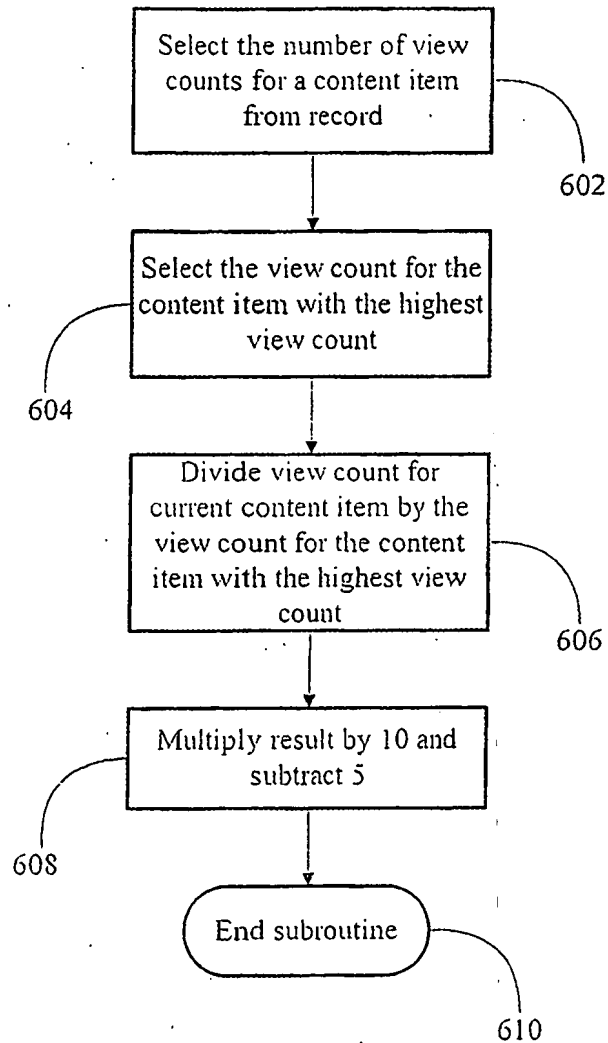 Select the number of view
counts for a content item
from record
602
Select the view count for the
content item with the highest
view count
604
Divide view count for
current content item by the
view count for the content
item with the highest view
count
606
Multiply result by 10 and
subtract 5
608
End subroutine
610